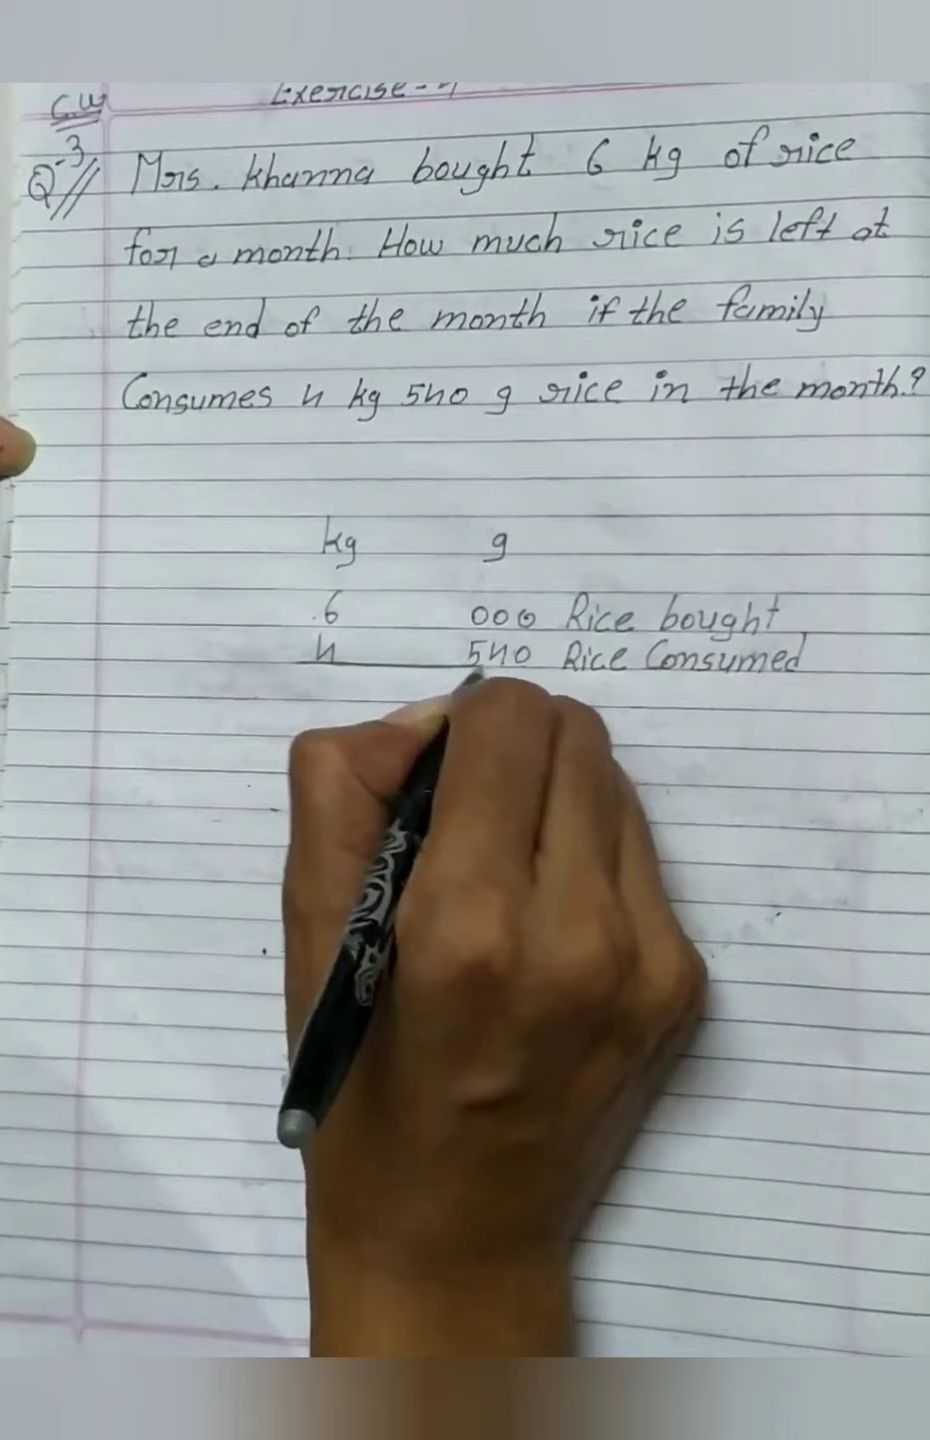 C.W
Exercise - 4
Q-3// Mrs. Khanna bought 6 kg of rice
for a month. How much rice is left at
the end of the month if the family
Consumes 4 kg 540 g rice in the month.?
kg g
6 000 Rice bought
4 540 Rice Consumed